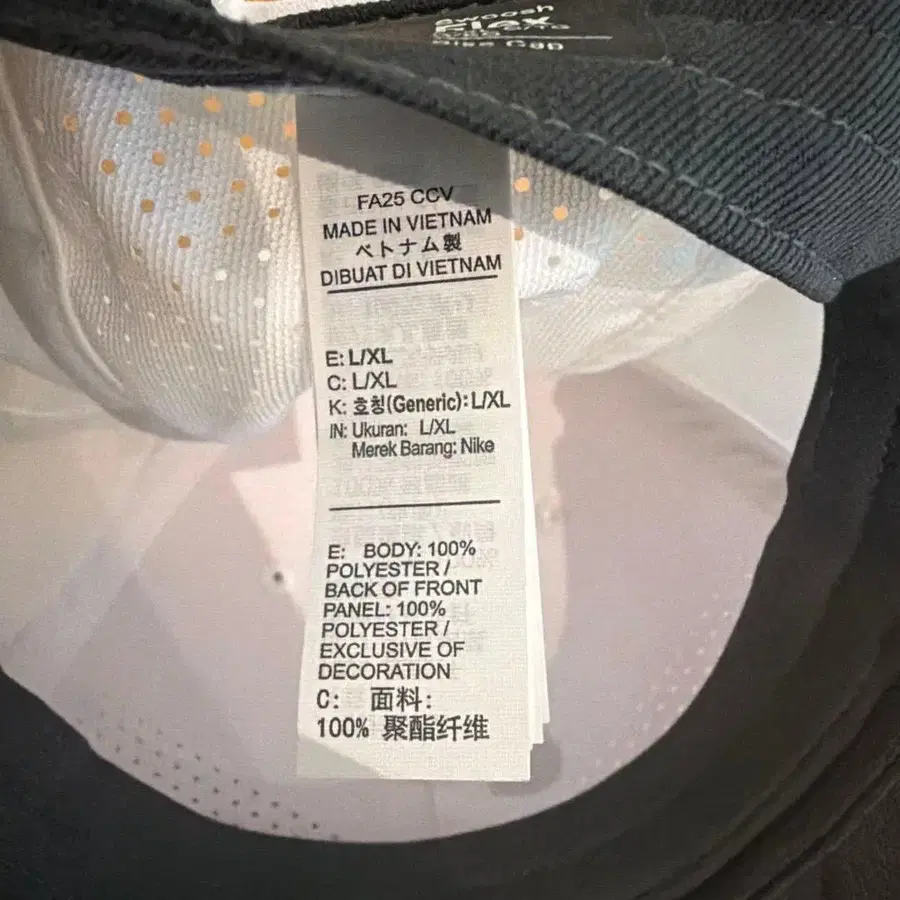 Swoosh
Flex
FA25 CCV
MADE IN VIETNAM
ベトナム製
DIBUAT DI VIETNAM
E: L/XL
C: L/XL
K: 호칭(Generic): L/XL
IN: Ukuran: L/XL
Merek Barang: Nike
E: BODY: 100%
POLYESTER /
BACK OF FRONT
PANEL: 100%
POLYESTER /
EXCLUSIVE OF
DECORATION
C: 面料:
100% 聚酯纤维